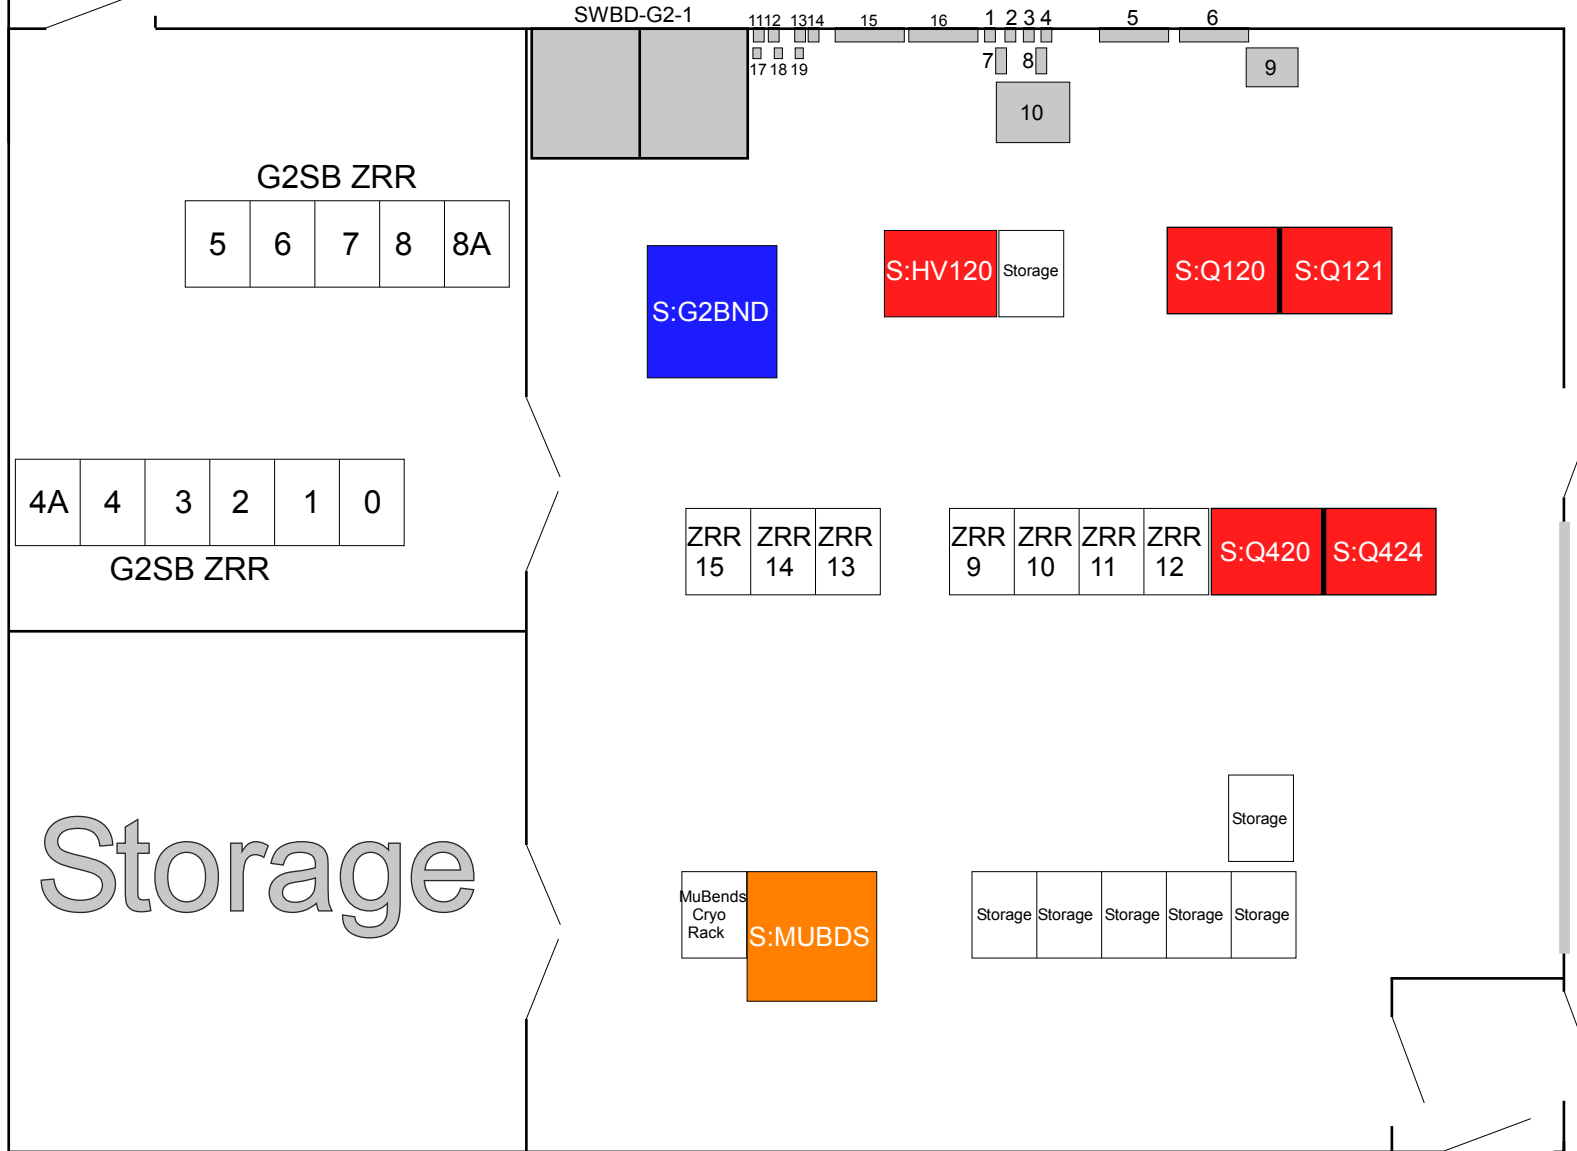 SWBD-G2-1
11 12 13 14 15 16 1 2 3 4 5 6
17 18 19 7 8 9
10
G2SB ZRR
5 6 7 8 8A
S:G2BND
S:HV120
Storage
S:Q120
S:Q121
4A 4 3 2 1 0
G2SB ZRR
ZRR
15
ZRR
14
ZRR
13
ZRR
9
ZRR
10
ZRR
11
ZRR
12
S:Q420
S:Q424
Storage
Storage
MuBends
Cryo
Rack
S:MUBDS
Storage
Storage
Storage
Storage
Storage